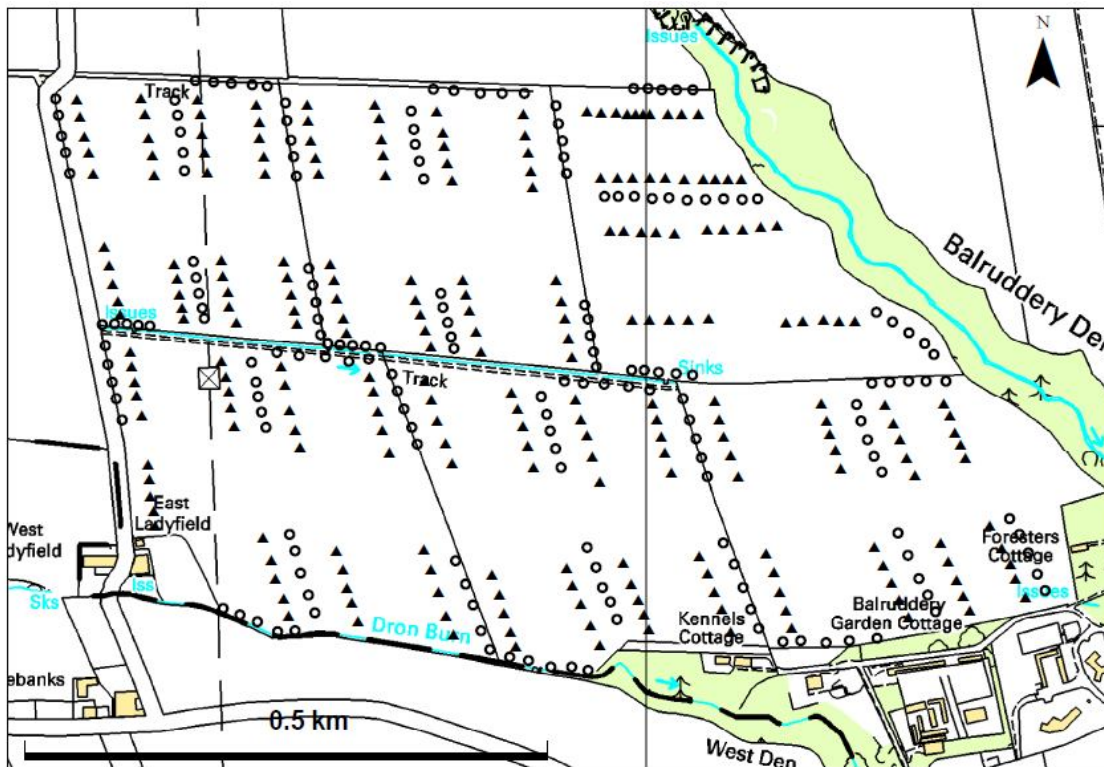 Issues
N
Track
Balruddery De
Issues
Sinks
Track
East
Ladyfield
West
dyfield
Foresters
Cottage
Iss
Sks
Issues
Balruddery
Garden Cottage
Kennels
Cottage
Dron Burn
ebanks
0.5 km
West Den